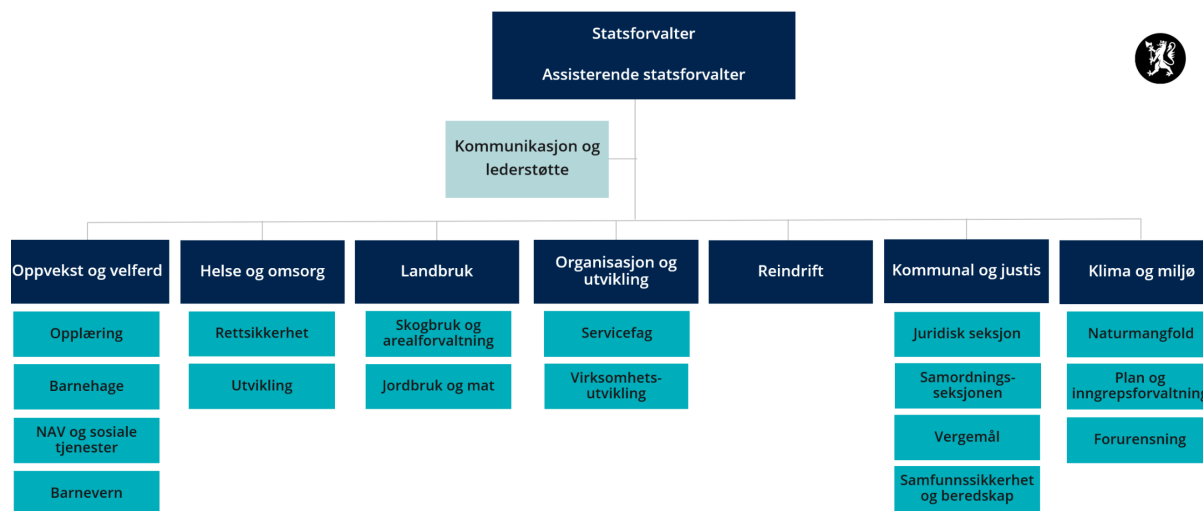 Statsforvalter
Assisterende statsforvalter
Kommunikasjon og
lederstøtte
Oppvekst og velferd
Opplæring
Barnehage
NAV og sosiale
tjenester
Barnevern
Helse og omsorg
Rettsikkerhet
Utvikling
Landbruk
Skogbruk og
arealforvaltning
Jordbruk og mat
Organisasjon og
utvikling
Servicefag
Virksomhets-
utvikling
Reindrift
Kommunal og justis
Juridisk seksjon
Samordnings-
seksjonen
Vergemål
Samfunnssikkerhet
og beredskap
Klima og miljø
Naturmangfold
Plan og
inngrepsforvaltning
Forurensning